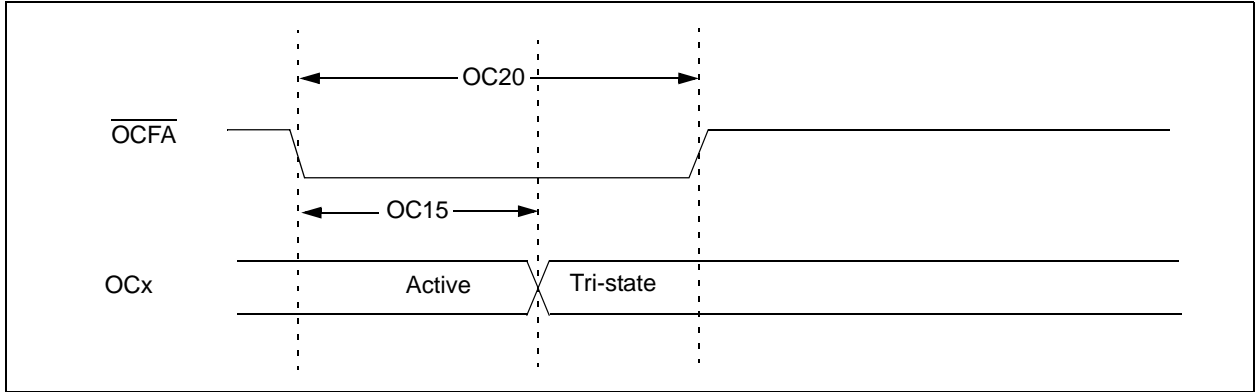 OC20
OCFA
OC15
OCx
Active
Tri-state